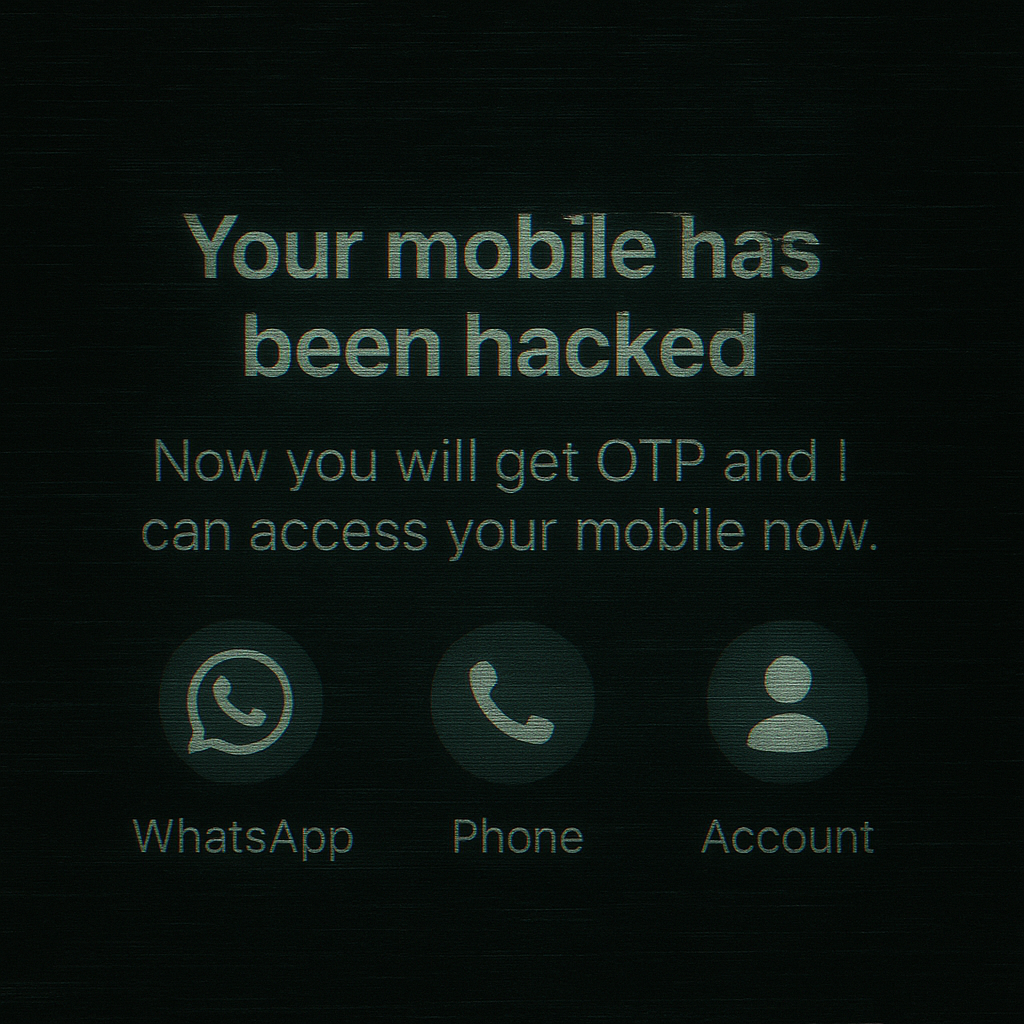 Your mobile has
been hacked
Now you will get OTP and I
can access your mobile now.
WhatsApp
Phone
Account